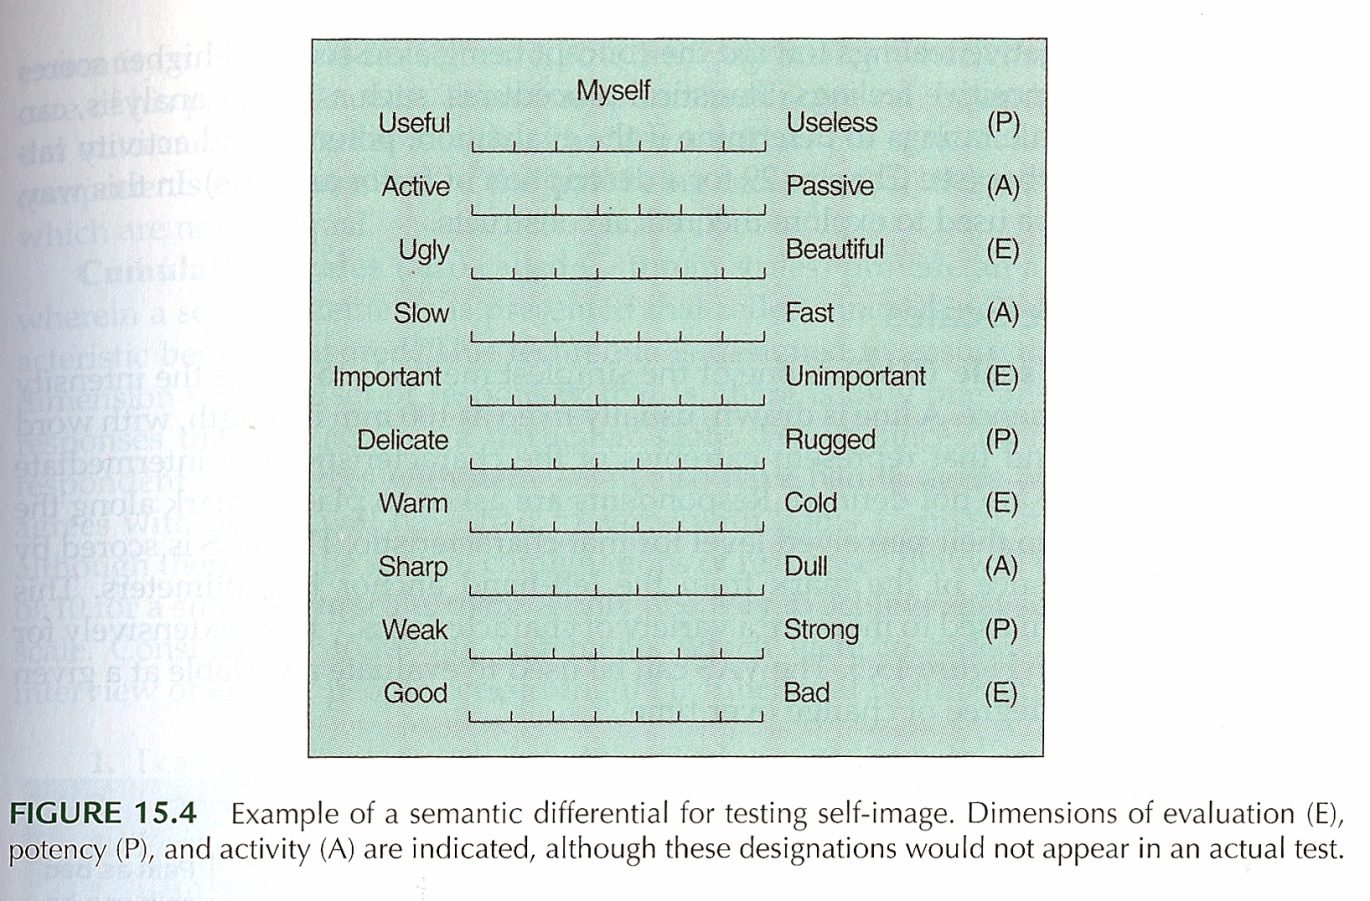 Myself
Useful Useless (P)
Active Passive (A)
Ugly Beautiful (E)
Slow Fast (A)
Important Unimportant (E)
Delicate Rugged (P)
Warm Cold (E)
Sharp Dull (A)
Weak Strong (P)
Good Bad (E)
FIGURE 15.4 Example of a semantic differential for testing self-image. Dimensions of evaluation (E),
potency (P), and activity (A) are indicated, although these designations would not appear in an actual test.